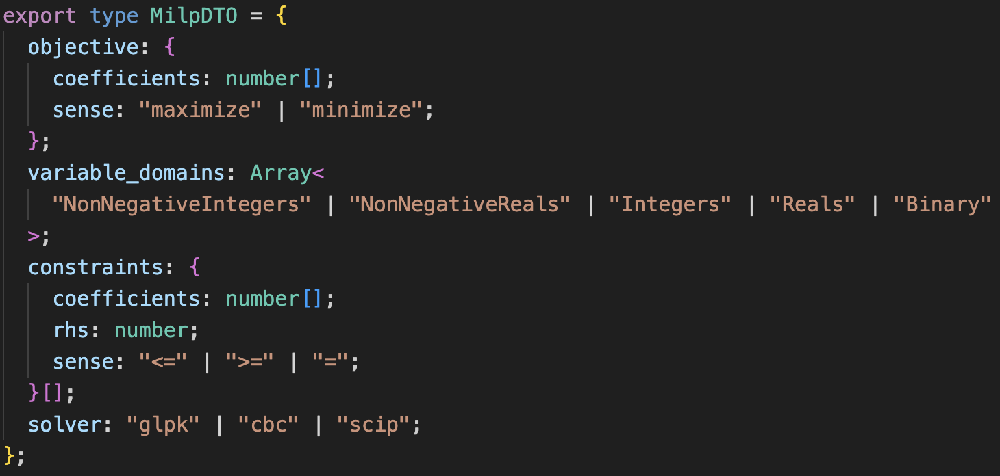 export type MilpDTO = {
  objective: {
    coefficients: number[];
    sense: "maximize" | "minimize";
  };
  variable_domains: Array<
    "NonNegativeIntegers" | "NonNegativeReals" | "Integers" | "Reals" | "Binary"
  >;
  constraints: {
    coefficients: number[];
    rhs: number;
    sense: "<=" | ">=" | "=";
  }[];
  solver: "glpk" | "cbc" | "scip";
};